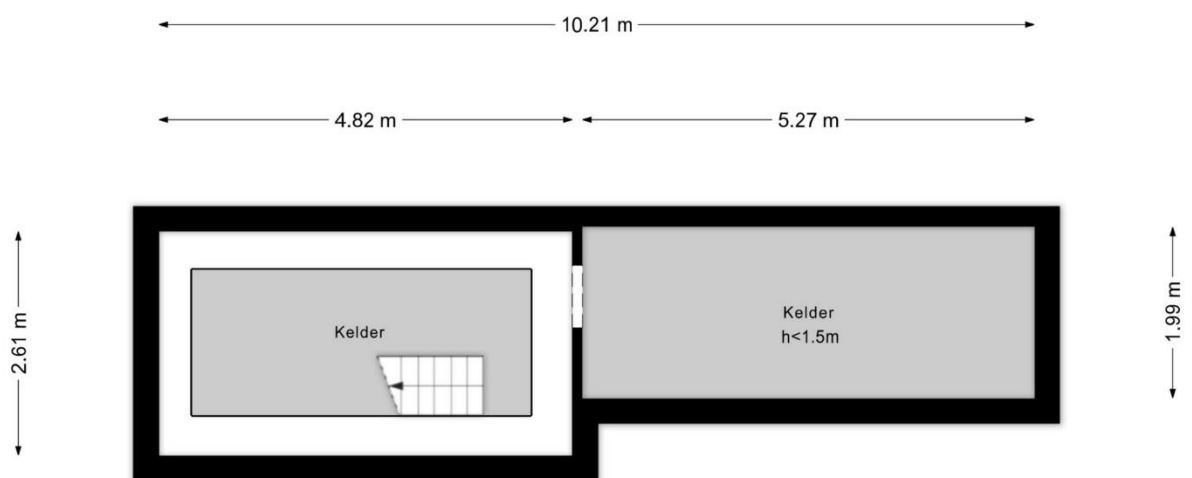 10.21 m
4.82 m
5.27 m
2.61 m
Kelder
Kelder
h<1.5m
1.99 m